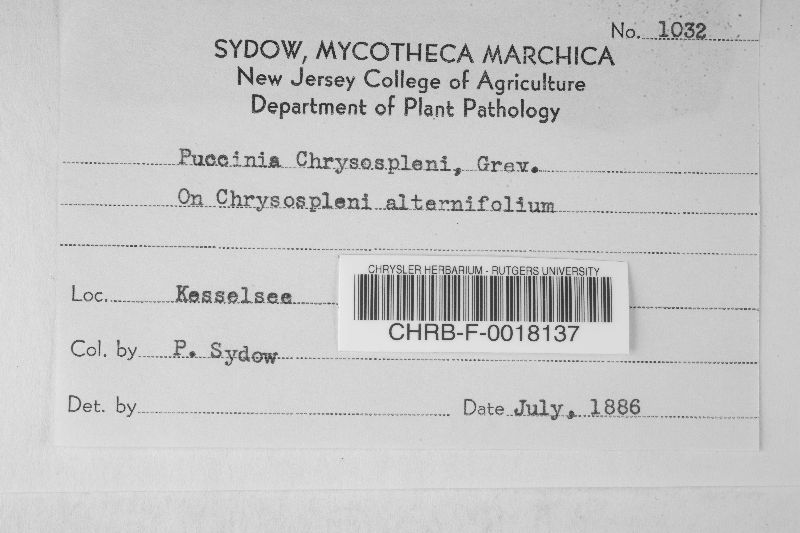 No. 1032
SYDOW, MYCOTHECA MARCHICA
New Jersey College of Agriculture
Department of Plant Pathology
Puccinia Chrysospleni, Grev.
On Chrysospleni alternifolium
Loc. Kesselsee
CHRYSLER HERBARIUM - RUTGERS UNIVERSITY
CHRB-F-0018137
Col. by P. Sydow
Det. by Date July, 1886